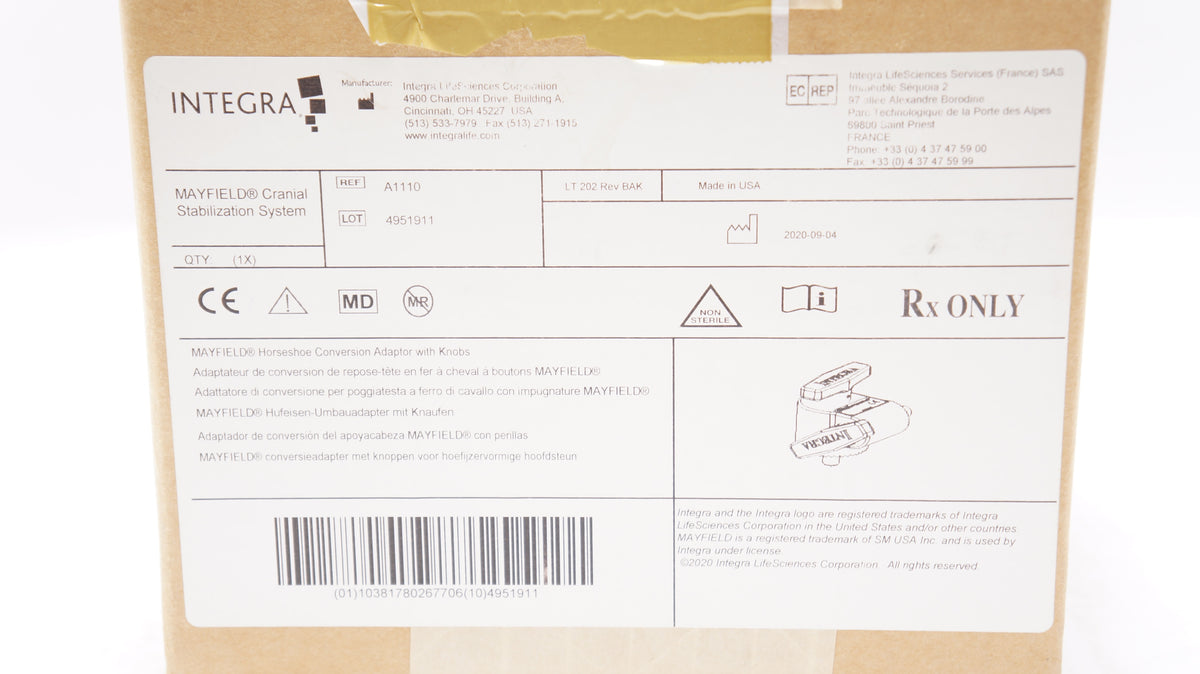 INTEGRA
Manufacturer:
Integra LifeSciences Corporation
4900 Charlemar Drive, Building A,
Cincinnati, OH 45227 USA
(513) 533-7979 Fax (513) 271-1915
www.integralife.com
EC REP
Integra LifeSciences Services (France) SAS
Immeuble Séquoia 2
97 allée Alexandre Borodine
Parc Technologique de la Porte des Alpes
69800 Saint Priest
FRANCE
Phone: +33 (0) 4 37 47 59 00
Fax: +33 (0) 4 37 47 59 99
MAYFIELD® Cranial
Stabilization System
QTY: (1X)
REF A1110
LOT 4951911
LT 202 Rev BAK
Made in USA
2020-09-04
CE
MD
MR
NON
STERILE
i
Rx ONLY
MAYFIELD® Horseshoe Conversion Adaptor with Knobs
Adaptateur de conversion de repose-tête en fer à cheval à boutons MAYFIELD®
Adattatore di conversione per poggiatesta a ferro di cavallo con impugnature MAYFIELD®
MAYFIELD® Hufeisen-Umbauadapter mit Knaufen
Adaptador de conversión del apoyacabeza MAYFIELD® con perillas
MAYFIELD® conversieadapter met knoppen voor hoefijzervormige hoofdsteun
INTEGRA
INTEGRA
(01)10381780267706(10)4951911
Integra and the Integra logo are registered trademarks of Integra
LifeSciences Corporation in the United States and/or other countries.
MAYFIELD is a registered trademark of SM USA Inc. and is used by
Integra under license.
©2020 Integra LifeSciences Corporation. All rights reserved.